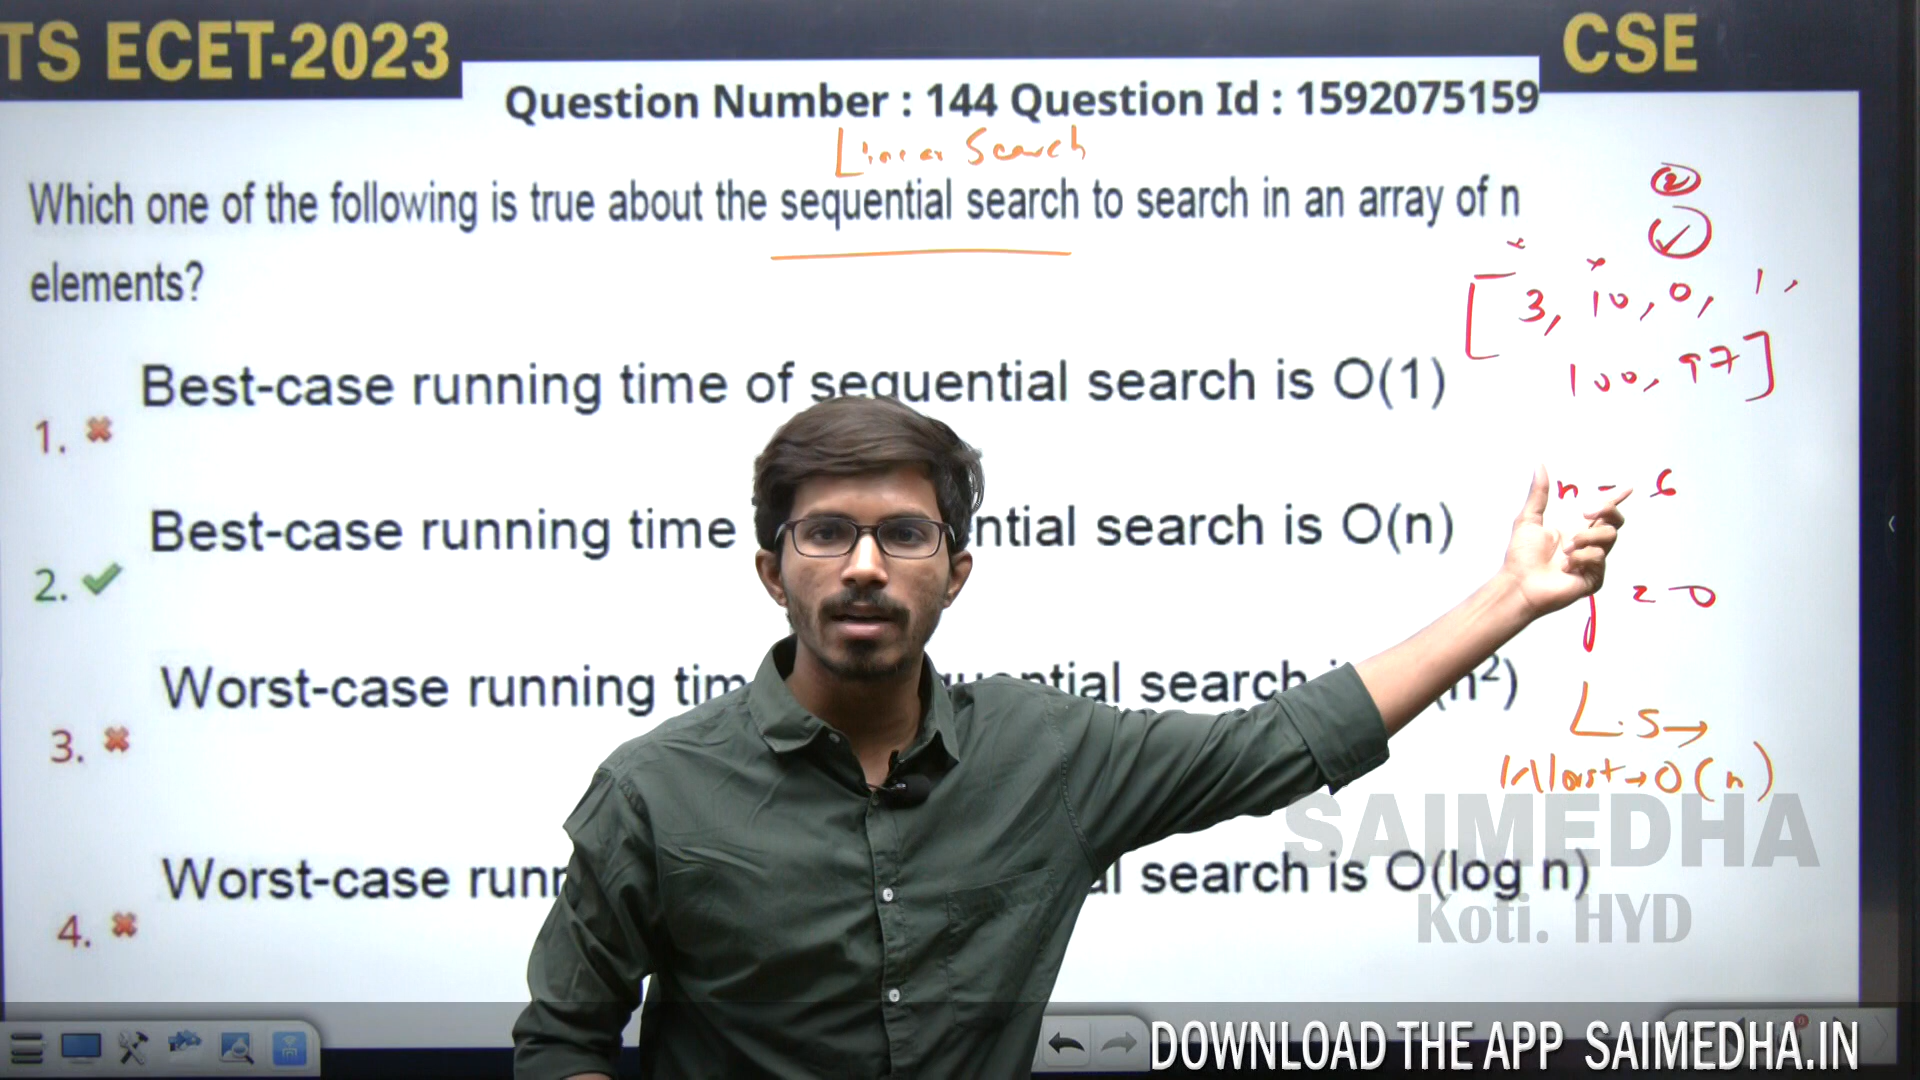 TS ECET-2023
CSE
Question Number : 144 Question Id : 1592075159
Linear Search
Which one of the following is true about the sequential search to search in an array of n
elements?
[3, 10, 0, 1,
100, 97]
1. Best-case running time of sequential search is O(1)
n - 6
2. Best-case running time ntial search is O(n)
3. Worst-case running tim quential search i (n²)
L.S→
Worst→O(n)
SAIMEDHA
4. Worst-case runn al search is O(log n)
Koti. HYD
DOWNLOAD THE APP SAIMEDHA.IN